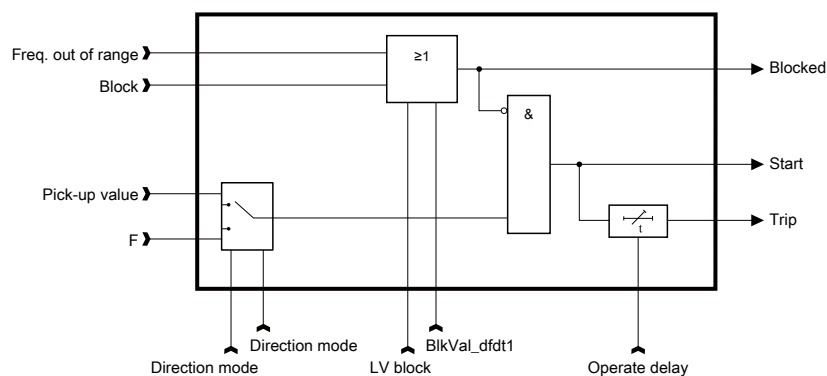 Freq. out of range
Block
≥1
Blocked
&
Start
Pick-up value
F
t
Trip
Direction mode
Direction mode
LV block
BlkVal_dfdt1
Operate delay